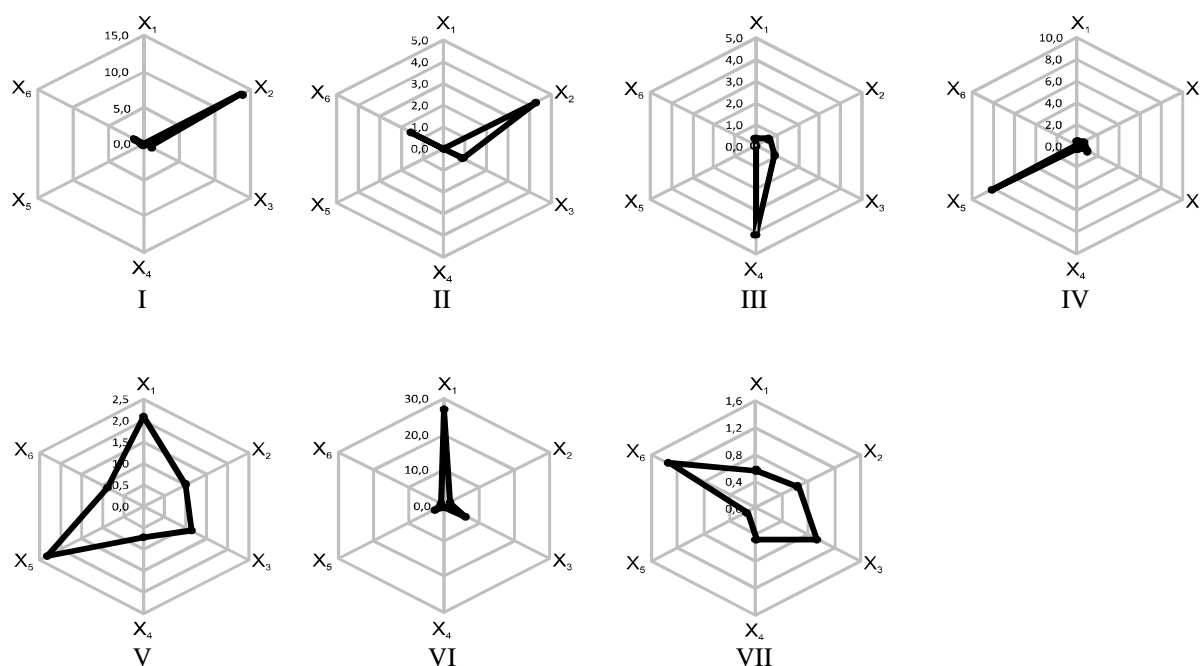 X₁
15,0
X₂
10,0
X₆
5,0
0,0
X₅
X₃
X₄
I
X₁
5,0
4,0
X₂
X₆
3,0
2,0
1,0
0,0
X₅
X₃
X₄
II
X₁
5,0
4,0
X₆
X₂
3,0
2,0
1,0
0,0
X₅
X₃
X₄
III
X₁
10,0
8,0
X₆
X
6,0
4,0
2,0
0,0
X₅
X
X₄
IV
X₁
2,5
2,0
X₆
X₂
1,5
1,0
0,5
0,0
X₅
X₃
X₄
V
X₁
30,0
20,0
X₆
X₂
10,0
0,0
X₅
X₃
X₄
VI
X₁
1,6
1,2
X₆
X₂
0,8
0,4
0,0
X₅
X₃
X₄
VII